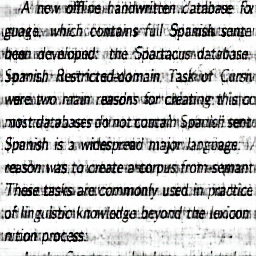 A new offline handwritten database for
guage, which contains full Spanish sente
been developed: the Spartacus database
Spanish Restricted-domain Task of Cursiv
were two main reasons for creating this co
most databases do not contain Spanish sent
Spanish is a widespread major language.
reason was to create a corpus from seman
These tasks are commonly used in practice
of linguistic knowledge beyond the lexicon
nition process.